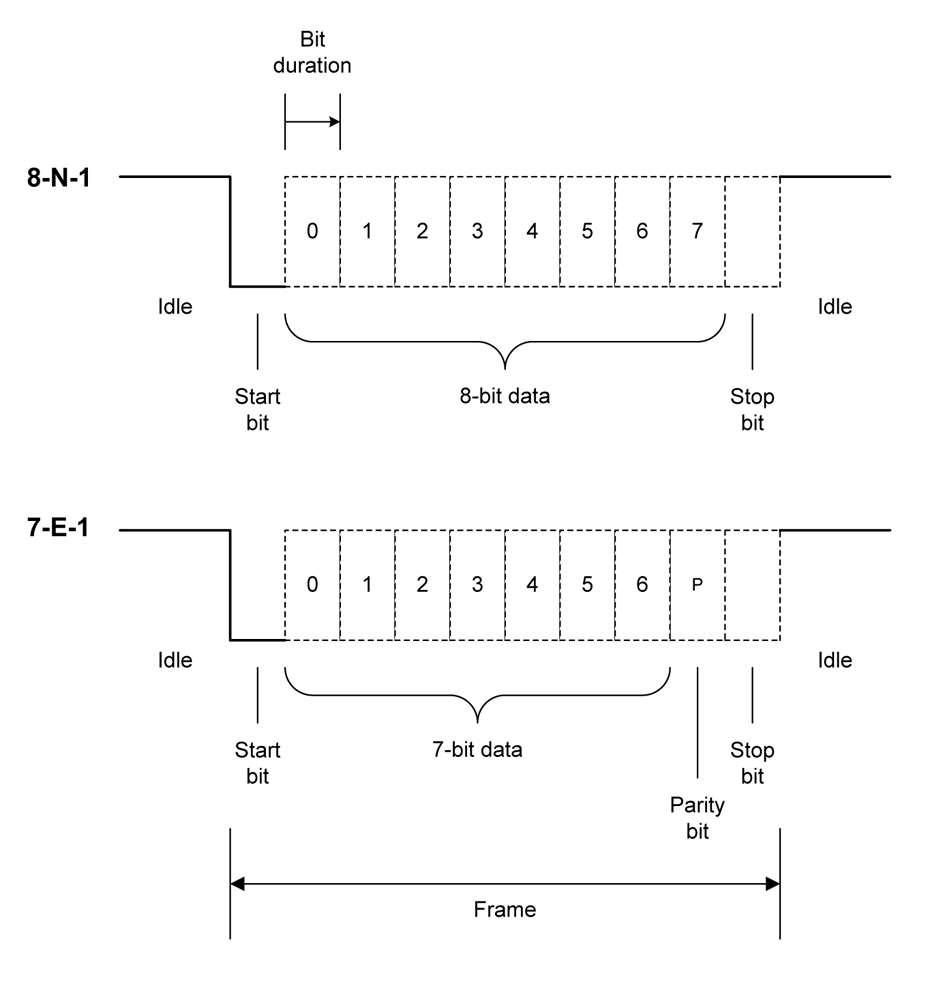 Bit
duration
8-N-1
0 1 2 3 4 5 6 7
Idle
Idle
Start
bit
8-bit data
Stop
bit
7-E-1
0 1 2 3 4 5 6 P
Idle
Idle
Start
bit
7-bit data
Stop
bit
Parity
bit
Frame